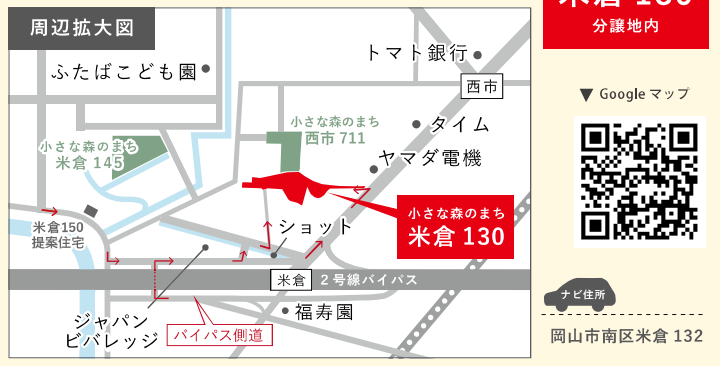 周辺拡大図
ふたばこども園
トマト銀行
西市
小さな森のまち
西市 711
タイム
小さな森のまち
米倉 145
ヤマダ電機
小さな森のまち
米倉 130
米倉150
提案住宅
ショット
米倉
2号線バイパス
福寿園
ジャパン
ビバレッジ
バイパス側道
分譲地内
▼ Google マップ
ナビ住所
岡山市南区米倉 132